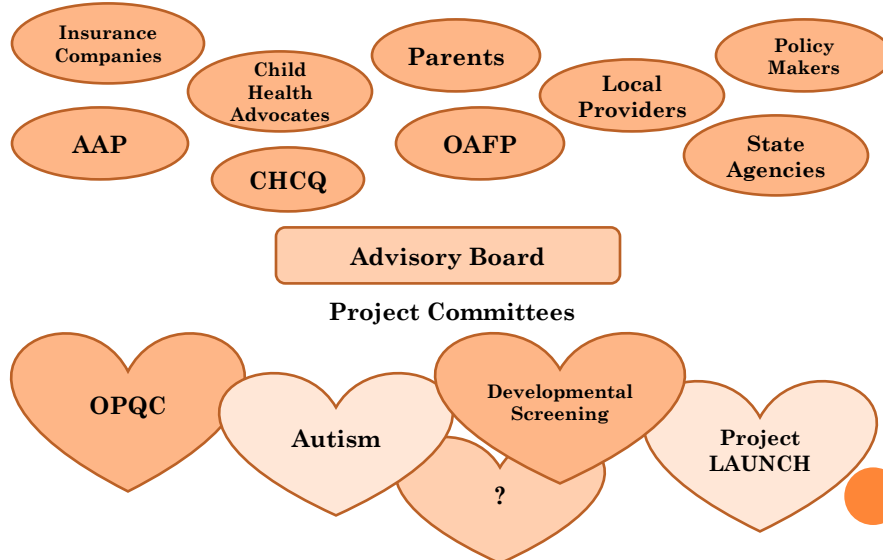 Insurance
Companies
Child
Health
Advocates
Parents
Local
Providers
Policy
Makers
AAP
CHCQ
OAFP
State
Agencies
Advisory Board
Project Committees
OPQC
Autism
Developmental
Screening
?
Project
LAUNCH